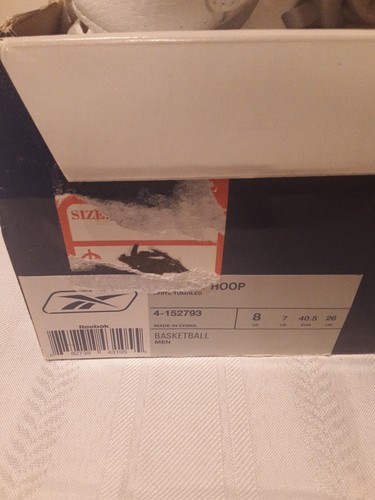 SIZE
HOOP
4-152793
8 7 40.5 26
MADE IN CHINA
Reebok
BASKETBALL
MEN